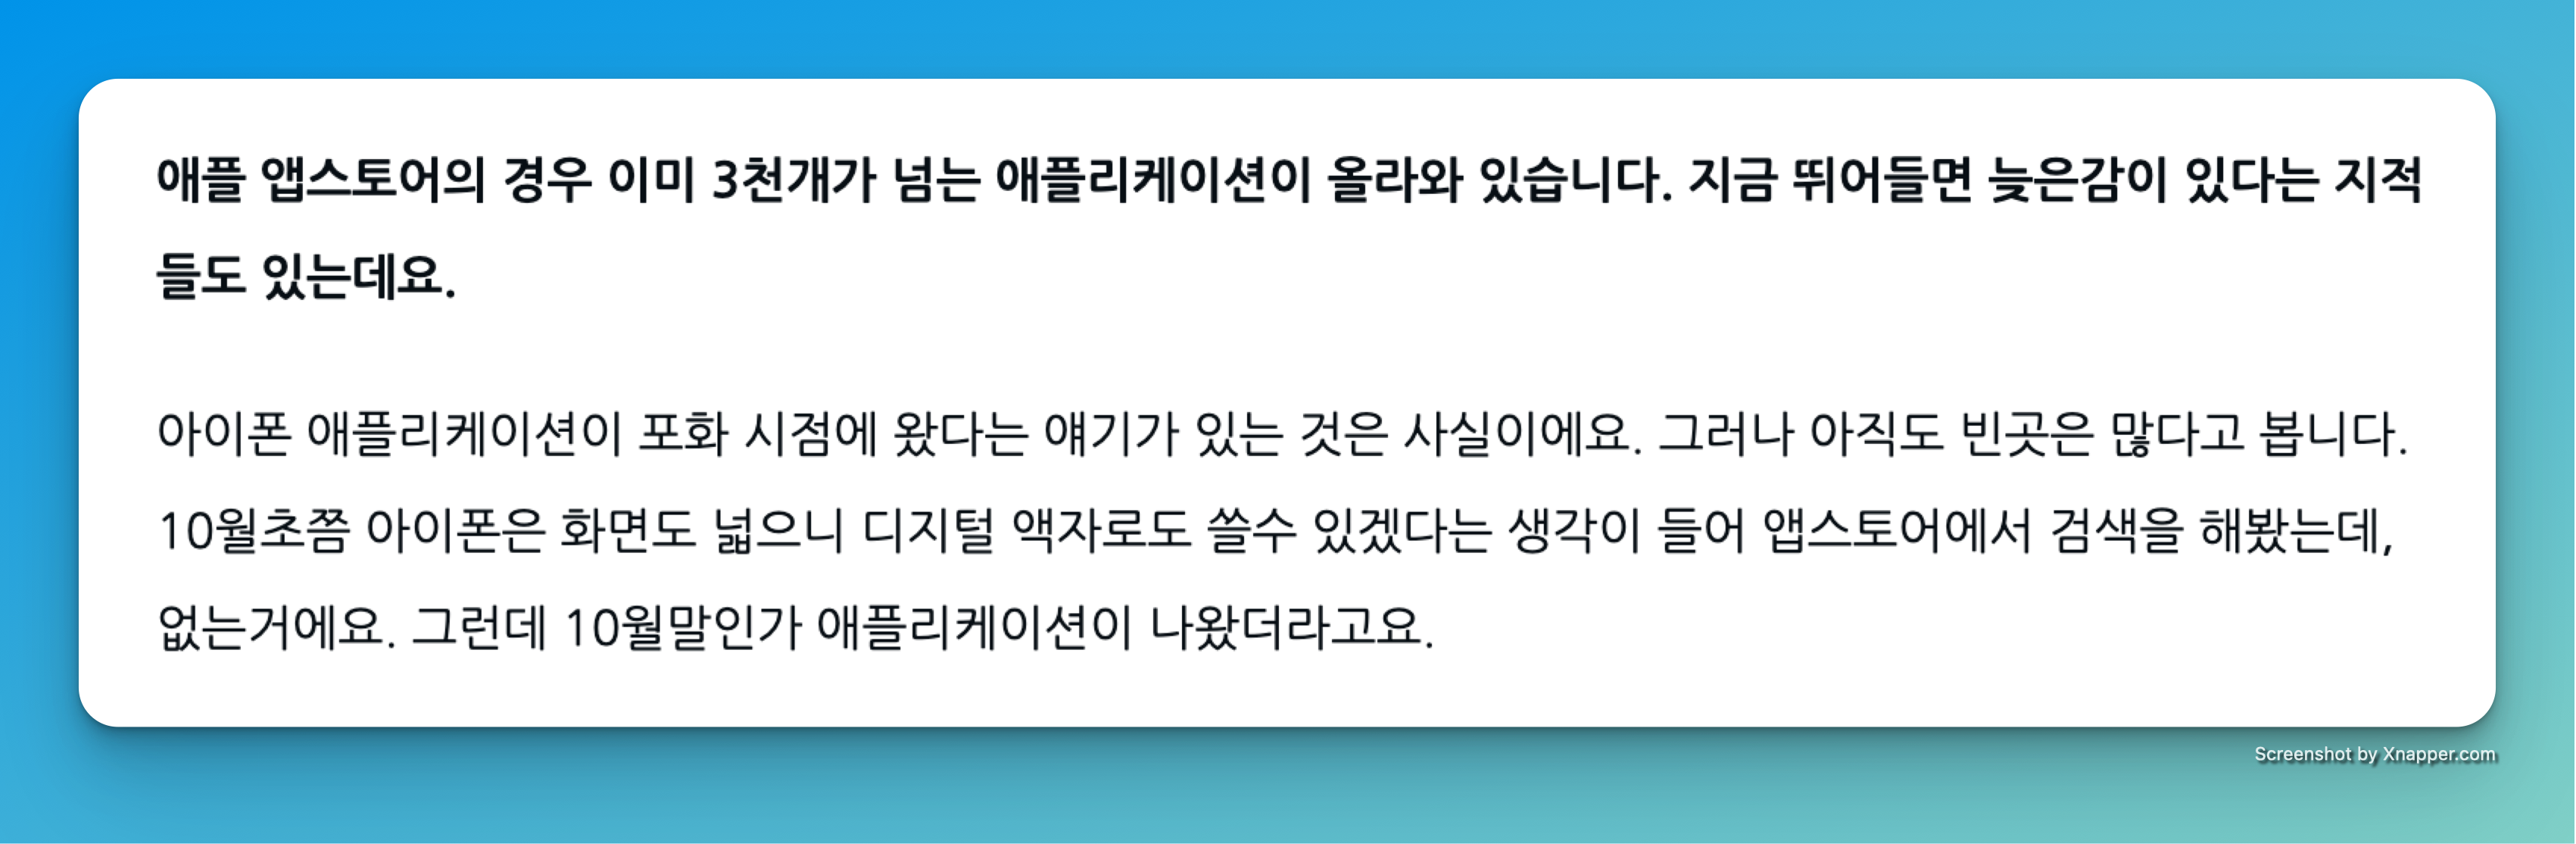 애플 앱스토어의 경우 이미 3천개가 넘는 애플리케이션이 올라와 있습니다. 지금 뛰어들면 늦은감이 있다는 지적
들도 있는데요.
아이폰 애플리케이션이 포화 시점에 왔다는 얘기가 있는 것은 사실이에요. 그러나 아직도 빈곳은 많다고 봅니다.
10월초쯤 아이폰은 화면도 넓으니 디지털 액자로도 쓸수 있겠다는 생각이 들어 앱스토어에서 검색을 해봤는데,
없는거에요. 그런데 10월말인가 애플리케이션이 나왔더라고요.
Screenshot by Xnapper.com